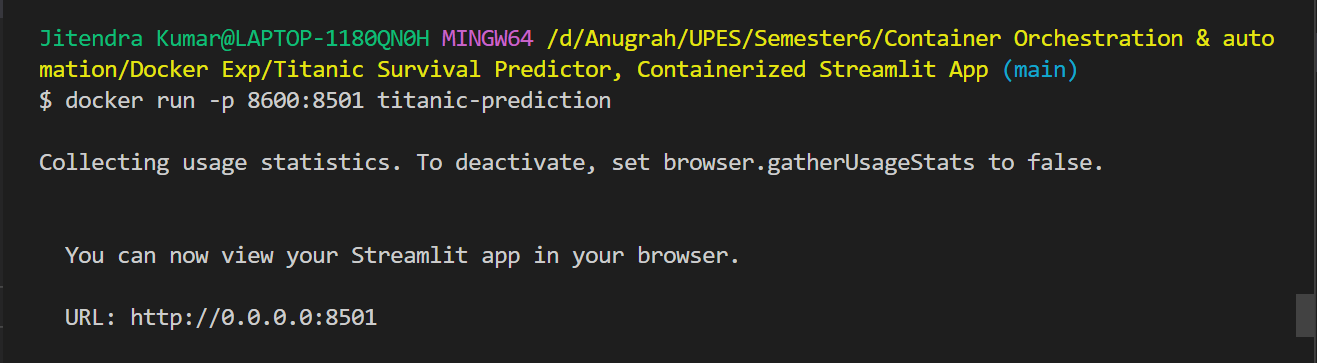 Jitendra Kumar@LAPTOP-1180QN0H MINGW64 /d/Anugrah/UPES/Semester6/Container Orchestration & auto
mation/Docker Exp/Titanic Survival Predictor, Containerized Streamlit App (main)
$ docker run -p 8600:8501 titanic-prediction
Collecting usage statistics. To deactivate, set browser.gatherUsageStats to false.
You can now view your Streamlit app in your browser.
URL: http://0.0.0.0:8501